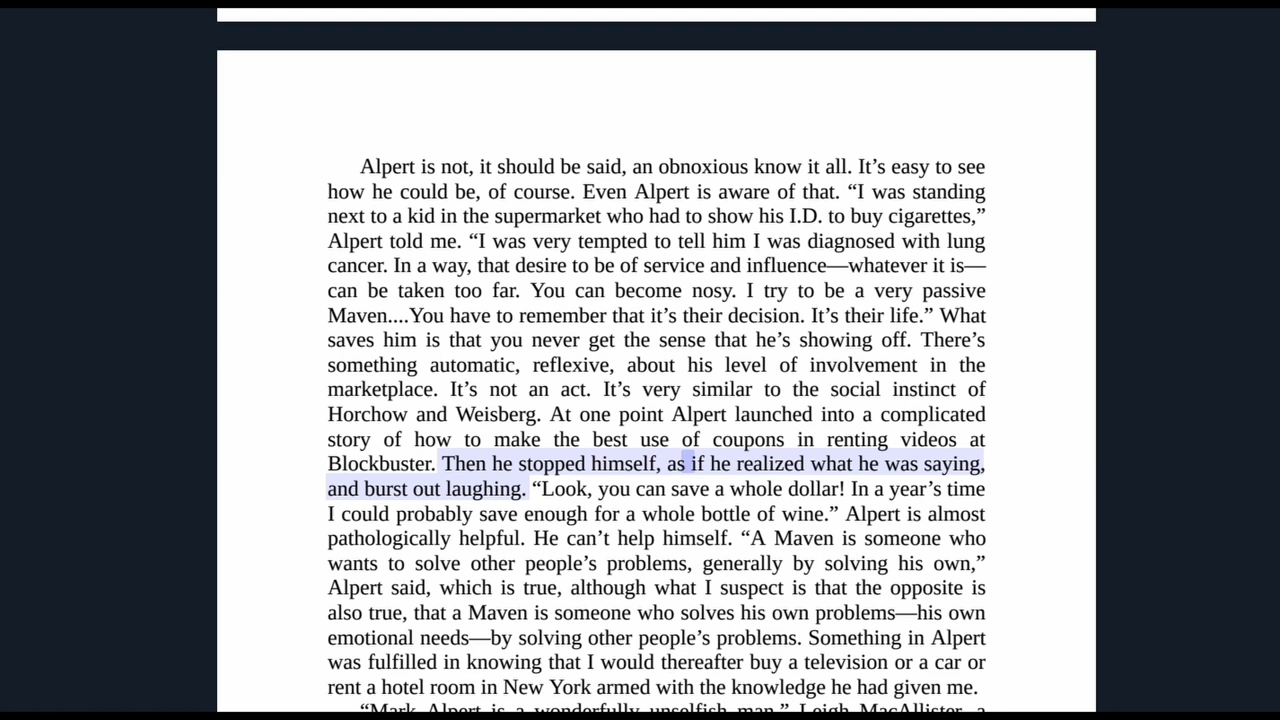 Alpert is not, it should be said, an obnoxious know it all. It’s easy to see
how he could be, of course. Even Alpert is aware of that. “I was standing
next to a kid in the supermarket who had to show his I.D. to buy cigarettes,”
Alpert told me. “I was very tempted to tell him I was diagnosed with lung
cancer. In a way, that desire to be of service and influence—whatever it is—
can be taken too far. You can become nosy. I try to be a very passive
Maven....You have to remember that it’s their decision. It’s their life.” What
saves him is that you never get the sense that he’s showing off. There’s
something automatic, reflexive, about his level of involvement in the
marketplace. It’s not an act. It’s very similar to the social instinct of
Horchow and Weisberg. At one point Alpert launched into a complicated
story of how to make the best use of coupons in renting videos at
Blockbuster. Then he stopped himself, as if he realized what he was saying,
and burst out laughing. “Look, you can save a whole dollar! In a year’s time
I could probably save enough for a whole bottle of wine.” Alpert is almost
pathologically helpful. He can’t help himself. “A Maven is someone who
wants to solve other people’s problems, generally by solving his own,”
Alpert said, which is true, although what I suspect is that the opposite is
also true, that a Maven is someone who solves his own problems—his own
emotional needs—by solving other people’s problems. Something in Alpert
was fulfilled in knowing that I would thereafter buy a television or a car or
rent a hotel room in New York armed with the knowledge he had given me.
“Mark Alpert is a wonderfully unselfish man,” Leigh MacAllister, a